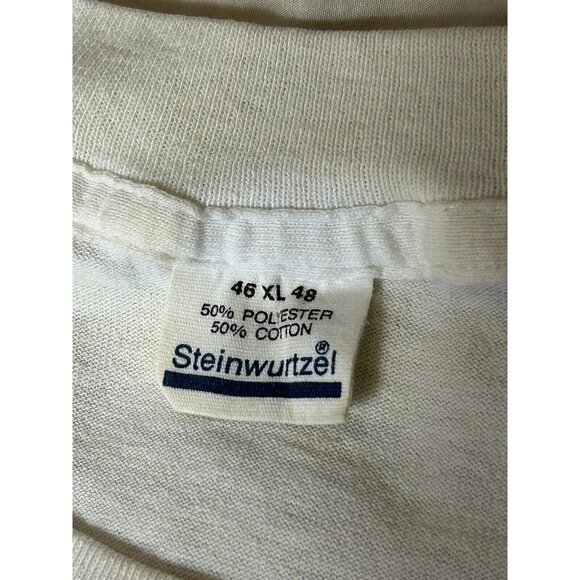 46 XL 48
50% POLYESTER
50% COTTON
Steinwurtzel®